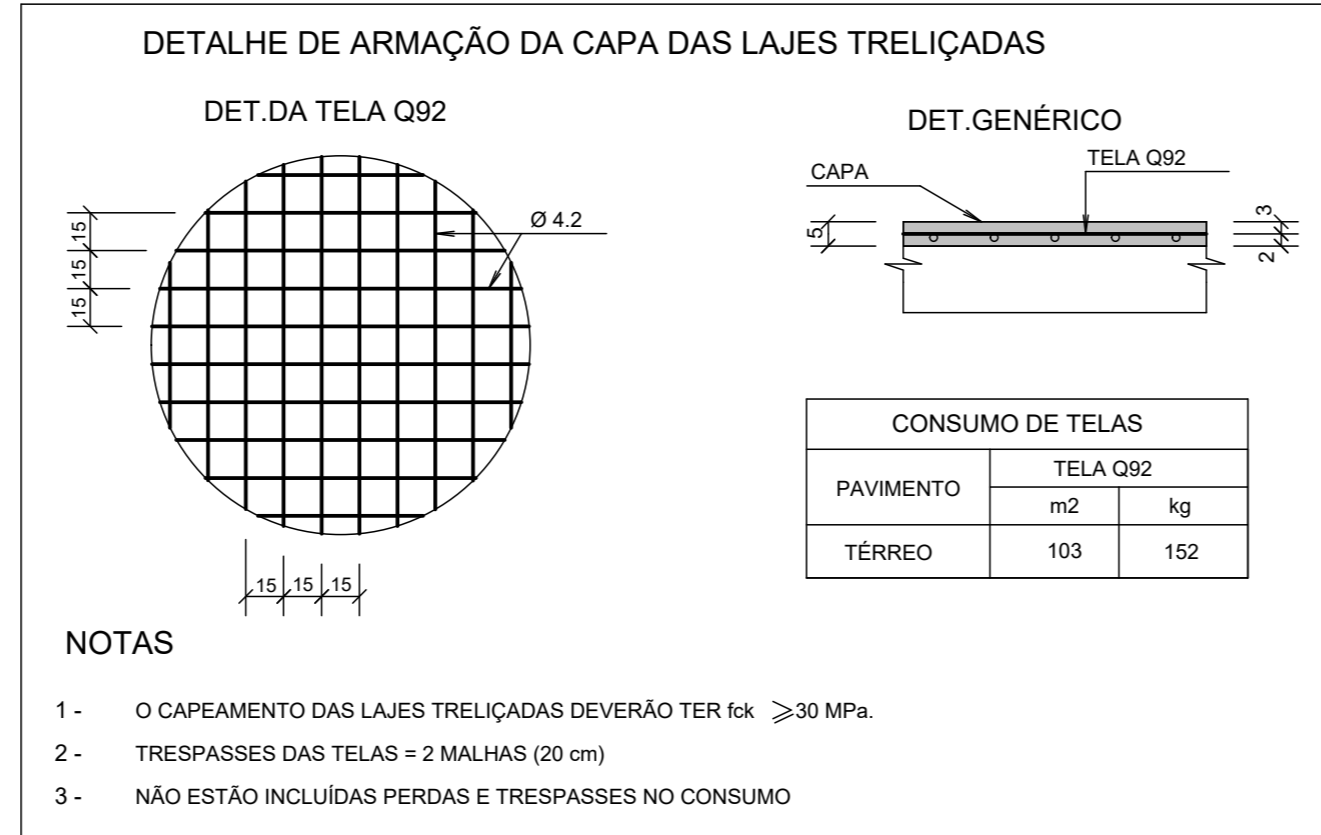 DETALHE DE ARMAÇÃO DA CAPA DAS LAJES TRELIÇADAS
DET.DA TELA Q92
15
15
15
Ø 4.2
15 15 15
DET.GENÉRICO
CAPA
TELA Q92
5
3
2
CONSUMO DE TELAS
PAVIMENTO
TELA Q92
m2 kg
TÉRREO 103 152
NOTAS
1 - O CAPEAMENTO DAS LAJES TRELIÇADAS DEVERÃO TER fck ⩾30 MPa.
2 - TRESPASSES DAS TELAS = 2 MALHAS (20 cm)
3 - NÃO ESTÃO INCLUÍDAS PERDAS E TRESPASSES NO CONSUMO